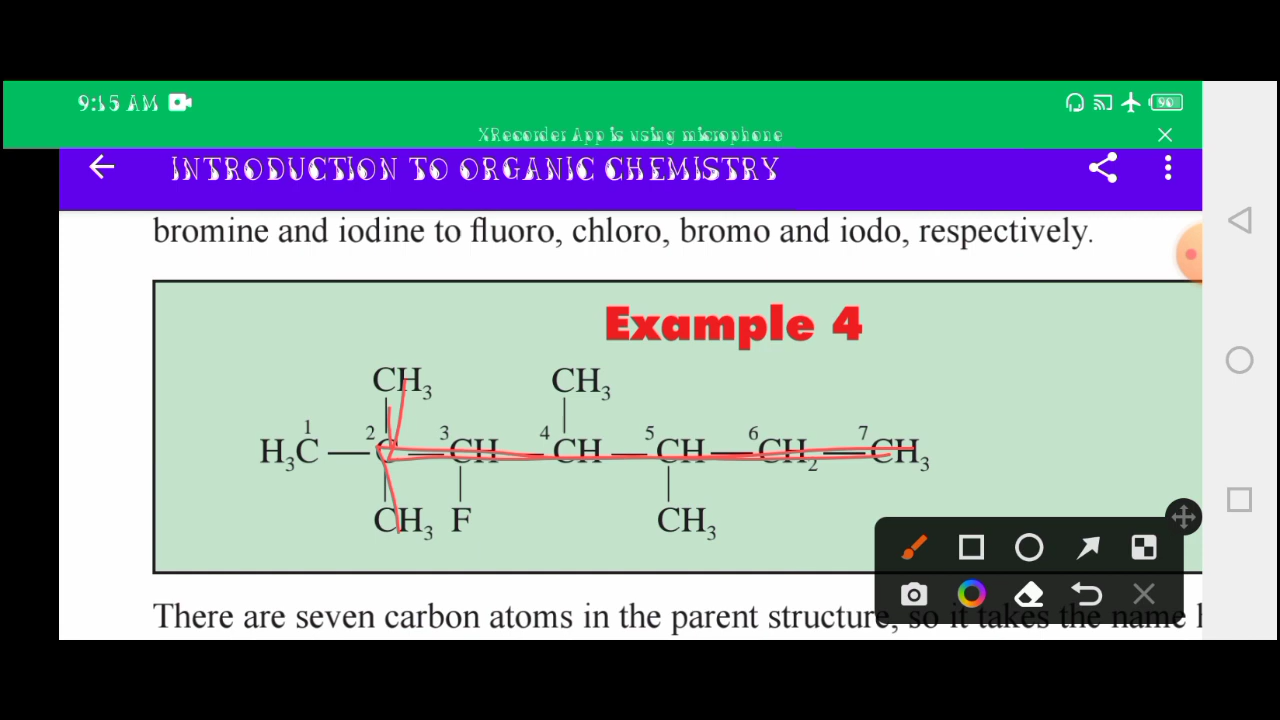 9:15 AM
90
XRecorder App is using microphone
INTRODUCTION TO ORGANIC CHEMISTRY
bromine and iodine to fluoro, chloro, bromo and iodo, respectively.
Example 4
CH₃ CH₃
1 2 3 4 5 6 7
H₃C — C — CH — CH — CH — CH₂ — CH₃
CH₃ F CH₃
There are seven carbon atoms in the parent structure, so it takes the name